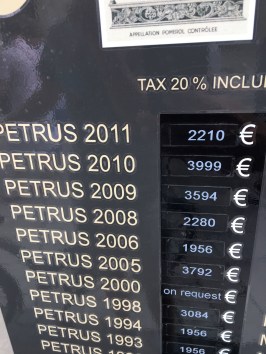 APPELLATION POMEROL CONTRÔLÉE
TAX 20 % INCLU
PETRUS 2011 2210 €
PETRUS 2010 3999 €
PETRUS 2009 3594 €
PETRUS 2008 2280 €
PETRUS 2006 1956 €
PETRUS 2005 3792 €
PETRUS 2000 on request €
PETRUS 1998 3084 €
PETRUS 1994 1956 €
PETRUS 1993 1956 €